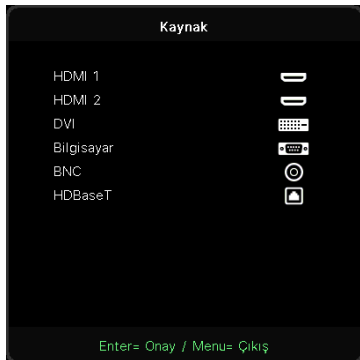 Kaynak
HDMI 1
HDMI 2
DVI
Bilgisayar
BNC
HDBaseT
Enter= Onay / Menu= Çıkış